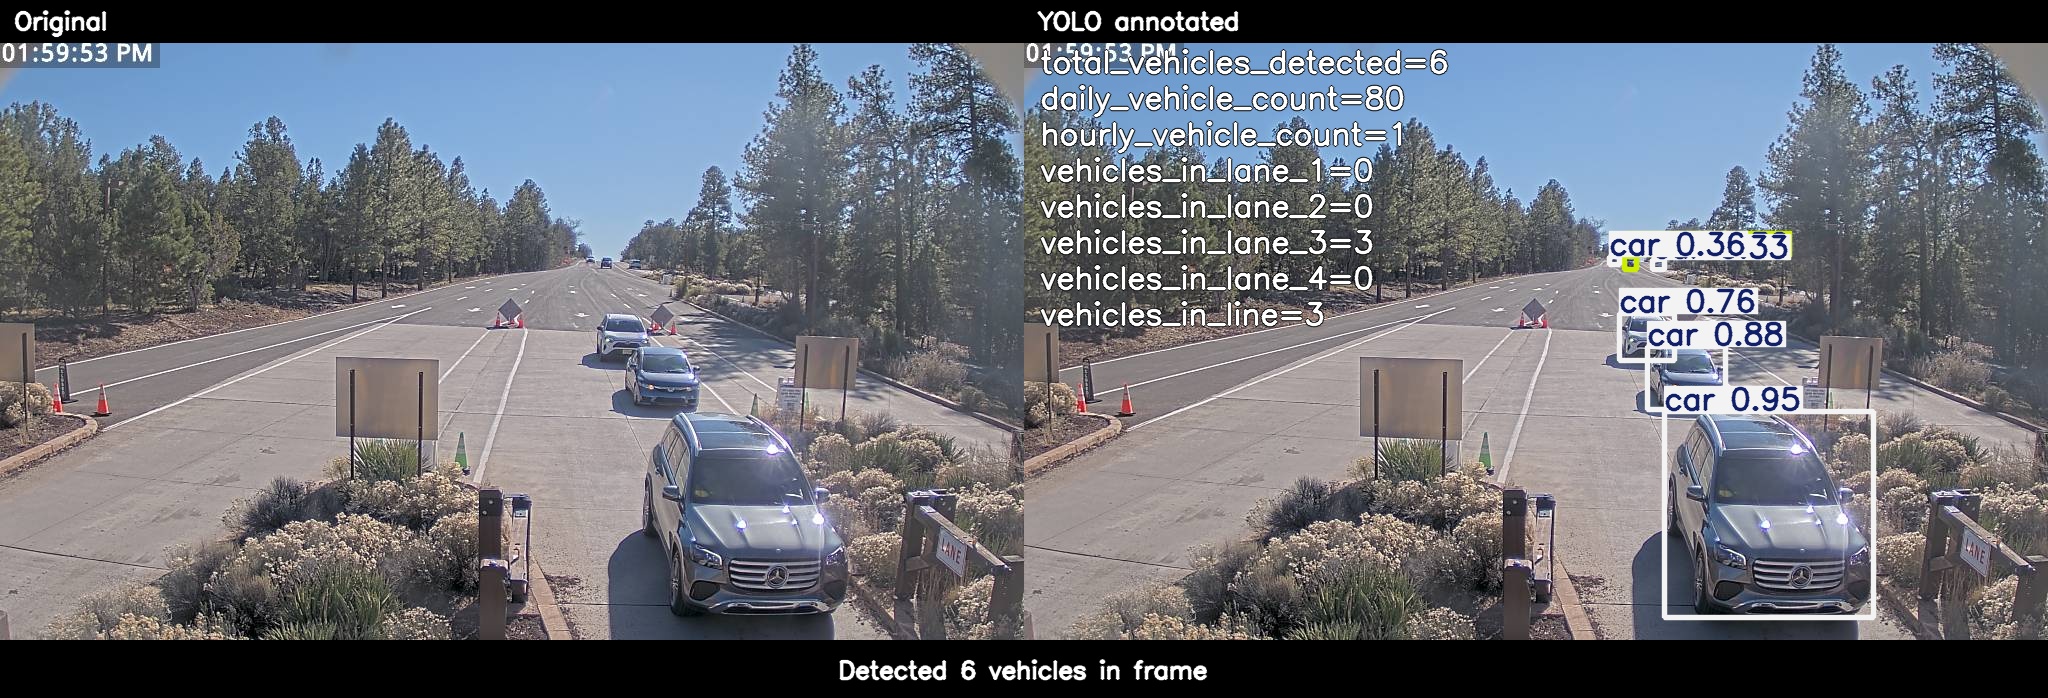 Original
YOLO annotated
01:59:53 PM
01:59:53 PM
total_vehicles_detected=6
daily_vehicle_count=80
hourly_vehicle_count=1
vehicles_in_lane_1=0
vehicles_in_lane_2=0
vehicles_in_lane_3=3
vehicles_in_lane_4=0
vehicles_in_line=3
car 0.36
33
car 0.76
car 0.88
car 0.95
LANE
LANE
Detected 6 vehicles in frame